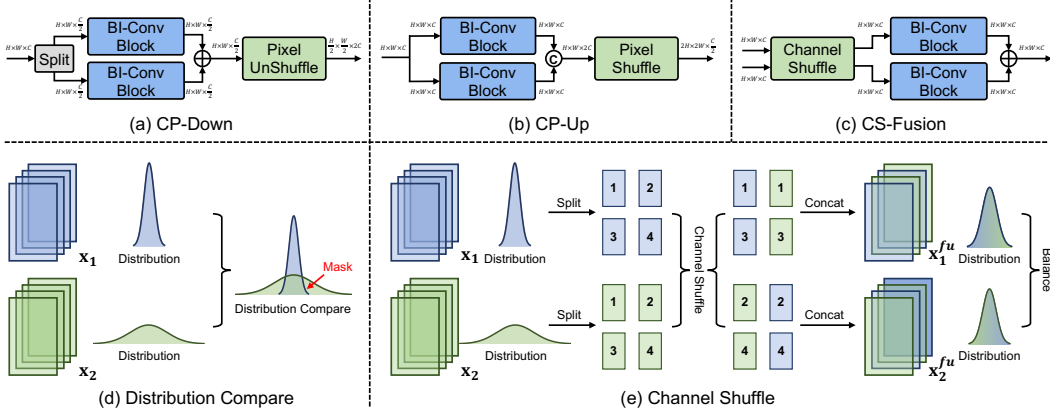 H×W×C
Split
H×W×C/2
BI-Conv
Block
H×W×C/2
H×W×C/2
BI-Conv
Block
H×W×C/2
H×W×C/2
Pixel
UnShuffle
H/2×W/2×2C
(a) CP-Down
H×W×C
H×W×C
BI-Conv
Block
H×W×C
H×W×C
BI-Conv
Block
H×W×C
C
H×W×2C
Pixel
Shuffle
2H×2W×C/2
(b) CP-Up
H×W×C
H×W×C
Channel
Shuffle
H×W×C
BI-Conv
Block
H×W×C
H×W×C
BI-Conv
Block
H×W×C
H×W×C
(c) CS-Fusion
x₁
Distribution
Mask
Distribution Compare
x₂
Distribution
(d) Distribution Compare
x₁
Distribution
Split
1 2
3 4
x₂
Distribution
Split
1 2
3 4
Channel Shuffle
1 1
3 3
Concat
x₁ᶠᵘ
Distribution
2 2
4 4
Concat
x₂ᶠᵘ
Distribution
Balance
(e) Channel Shuffle